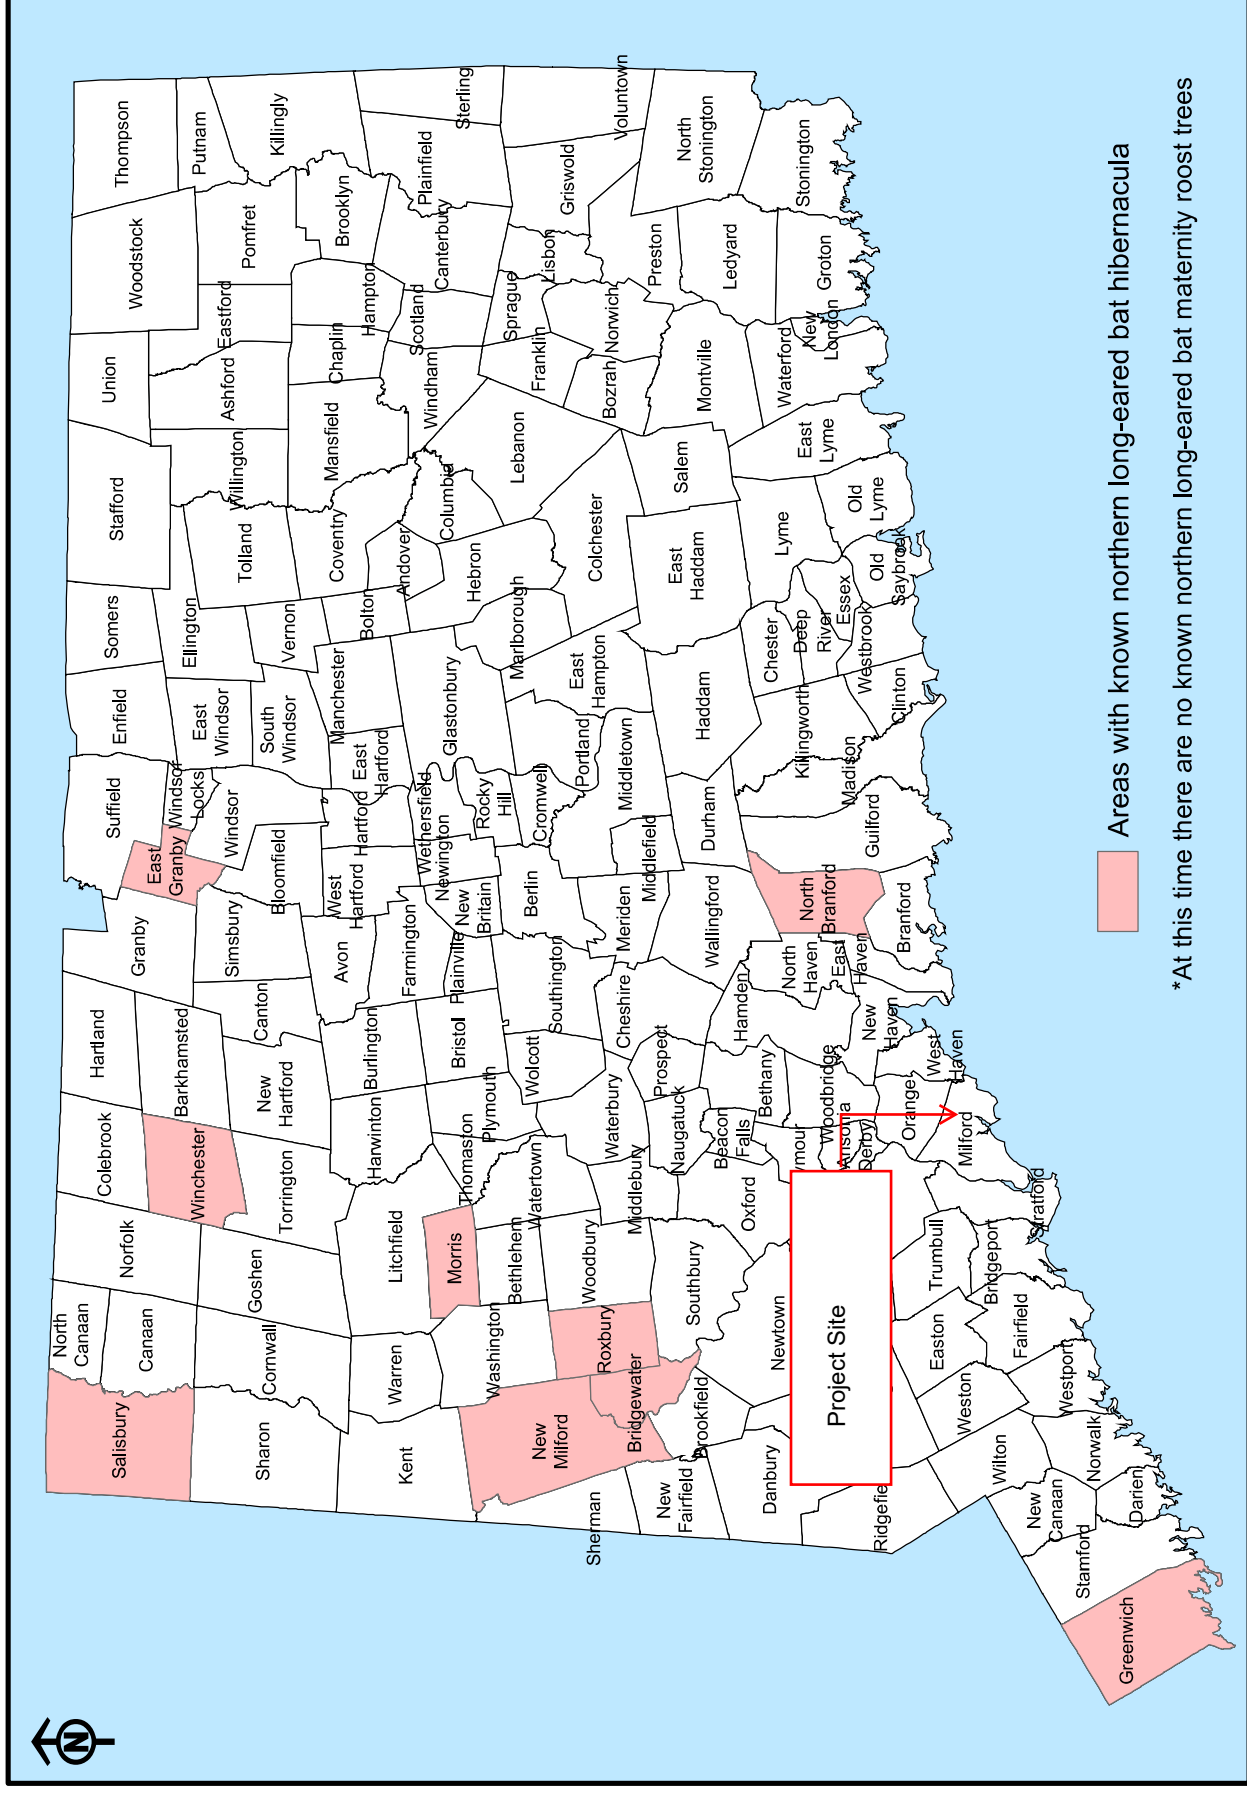 N
North
Canaan
Canaan
Norfolk
Colebrook
Hartland
Granby
Suffield
Enfield
Somers
Stafford
Union
Woodstock
Thompson
Putnam
Salisbury
Winchester
Barkhamsted
East
Granby
Windsor
Locks
East
Windsor
Ellington
Tolland
Willington
Ashford
Eastford
Pomfret
Killingly
Sharon
Cornwall
Goshen
Torrington
New
Hartford
Canton
Simsbury
Windsor
Bloomfield
South
Windsor
Vernon
Coventry
Mansfield
Chaplin
Hampton
Brooklyn
Kent
Warren
Litchfield
Harwinton
Burlington
Avon
West
Hartford
Hartford
East
Hartford
Manchester
Bolton
Andover
Columbia
Windham
Scotland
Canterbury
Plainfield
Sterling
Morris
Thomaston
Plymouth
Bristol
Farmington
Plainville
New
Britain
Newington
Wethersfield
Rocky
Hill
Glastonbury
Marlborough
Hebron
Lebanon
Franklin
Sprague
Lisbon
Griswold
Voluntown
New
Milford
Washington
Bethlehem
Watertown
Wolcott
Southington
Berlin
Cromwell
Portland
East
Hampton
Colchester
Bozrah
Norwich
Preston
North
Stonington
Sherman
Bridgewater
Roxbury
Woodbury
Middlebury
Waterbury
Cheshire
Meriden
Middlefield
Middletown
Haddam
East
Haddam
Salem
Montville
Ledyard
Stonington
New
Fairfield
Brookfield
Southbury
Oxford
Naugatuck
Beacon
Falls
Prospect
Bethany
Hamden
Wallingford
Durham
Killingworth
Chester
Deep
River
Essex
Lyme
East
Lyme
Waterford
New
London
Groton
Danbury
Newtown
mour
Woodbridge
Ansonia
Derby
North
Haven
North
Branford
Guilford
Madison
Clinton
Westbrook
Old
Saybrook
Old
Lyme
Ridgefie
Project Site
Orange
New
Haven
East
Haven
Branford
Milford
West
Haven
Wilton
Weston
Easton
Trumbull
Bridgeport
Stratford
Fairfield
Westport
Norwalk
New
Canaan
Darien
Stamford
Greenwich
Areas with known northern long-eared bat hibernacula
*At this time there are no known northern long-eared bat maternity roost trees